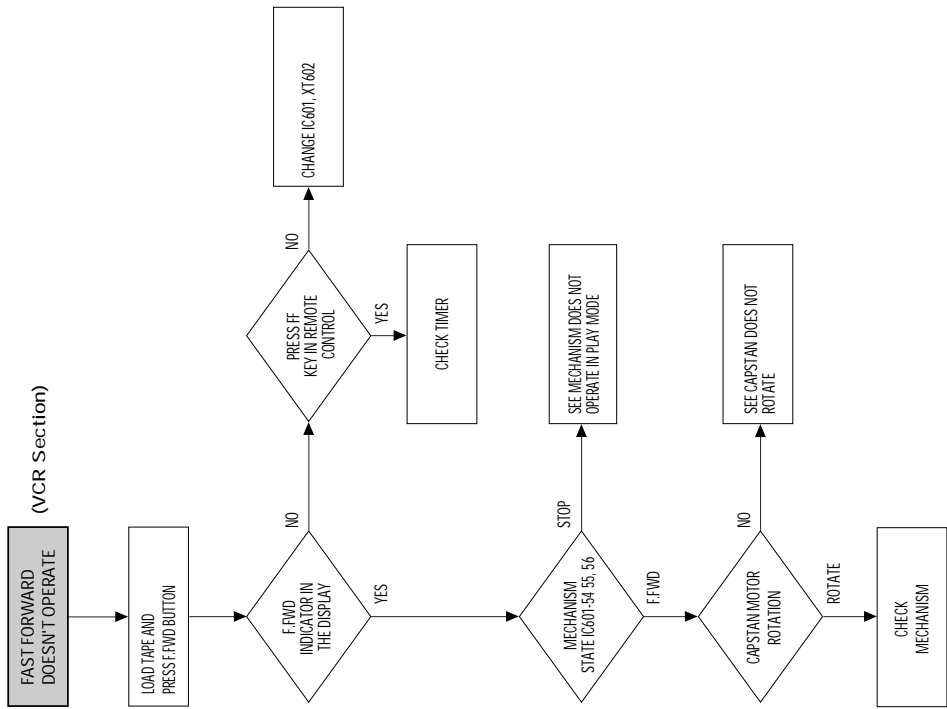 FAST FORWARD
DOESN'T OPERATE
(VCR Section)
LOAD TAPE AND
PRESS F.FWD BUTTON
F.FWD
INDICATOR IN
THE DISPLAY
NO
YES
PRESS FF
KEY IN REMOTE
CONTROL
NO
YES
CHANGE IC601, XT602
CHECK TIMER
MECHANISM
STATE IC601-54 55, 56
STOP
F.FWD
SEE MECHANISM DOES NOT
OPERATE IN PLAY MODE
CAPSTAN MOTOR
ROTATION
NO
ROTATE
SEE CAPSTAN DOES NOT
ROTATE
CHECK
MECHANISM